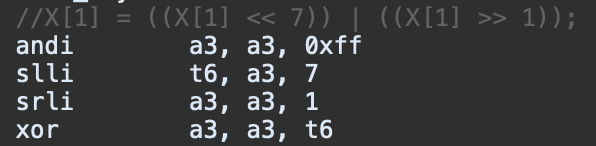 //X[1] = ((X[1] << 7)) | ((X[1] >> 1));
andi a3, a3, 0xff
slli t6, a3, 7
srli a3, a3, 1
xor a3, a3, t6